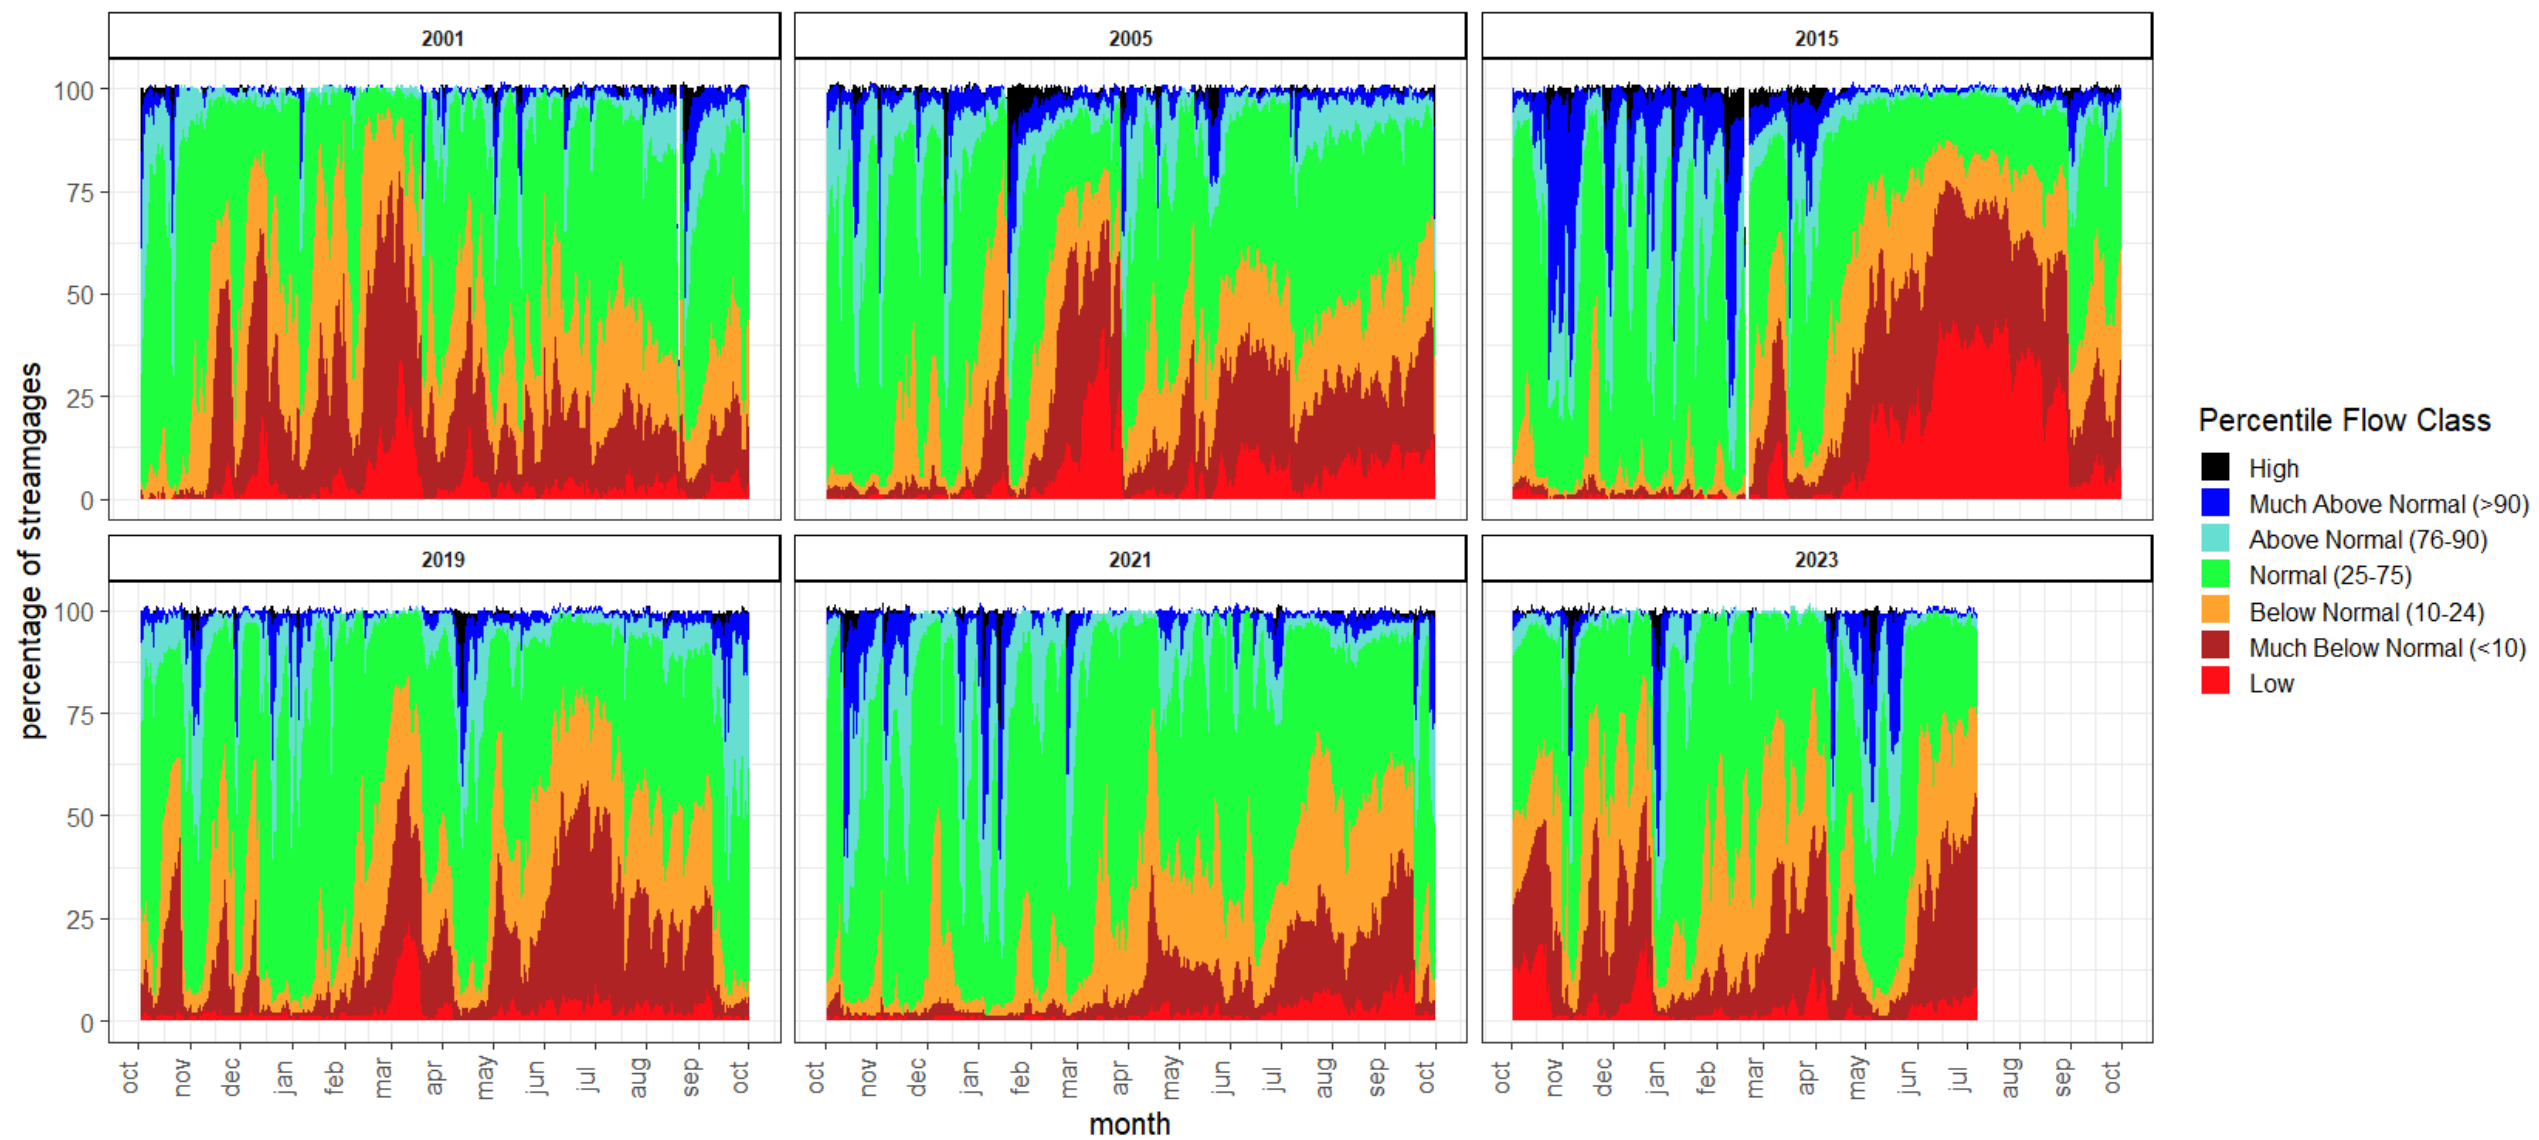 2001
2005
2015
100
75
50
25
0
2019
2021
2023
100
75
50
25
0
percentage of streamgages
oct nov dec jan feb mar apr may jun jul aug sep oct
oct nov dec jan feb mar apr may jun jul aug sep oct
oct nov dec jan feb mar apr may jun jul aug sep oct
month
Percentile Flow Class
High
Much Above Normal (>90)
Above Normal (76-90)
Normal (25-75)
Below Normal (10-24)
Much Below Normal (<10)
Low